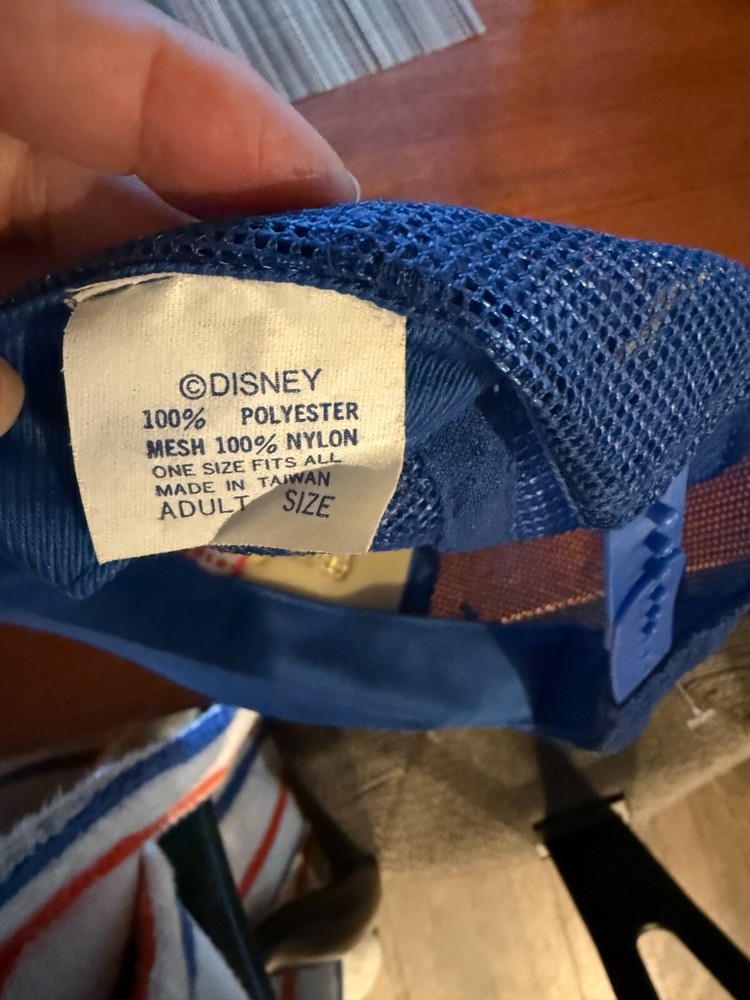 ©DISNEY
100% POLYESTER
MESH 100% NYLON
ONE SIZE FITS ALL
MADE IN TAIWAN
ADULT SIZE